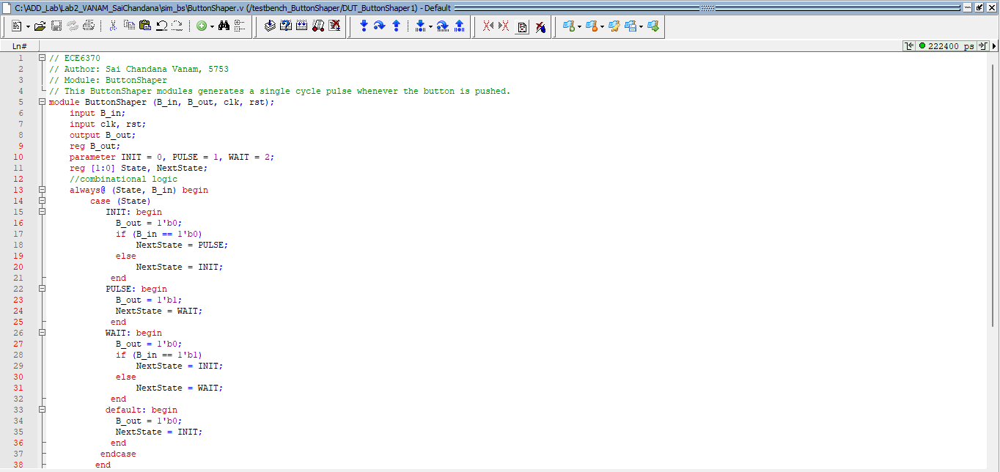 C:\ADD_Lab\Lab2_VANAM_SaiChandana\sim_bs\ButtonShaper.v (/testbench_ButtonShaper/DUT_ButtonShaper1) - Default
Ln#
222400 ps
1 // ECE6370
2 // Author: Sai Chandana Vanam, 5753
3 // Module: ButtonShaper
4 // This ButtonShaper modules generates a single cycle pulse whenever the button is pushed.
5 module ButtonShaper (B_in, B_out, clk, rst);
6 input B_in;
7 input clk, rst;
8 output B_out;
9 reg B_out;
10 parameter INIT = 0, PULSE = 1, WAIT = 2;
11 reg [1:0] State, NextState;
12 //combinational logic
13 always@ (State, B_in) begin
14 case (State)
15 INIT: begin
16 B_out = 1'b0;
17 if (B_in == 1'b0)
18 NextState = PULSE;
19 else
20 NextState = INIT;
21 end
22 PULSE: begin
23 B_out = 1'b1;
24 NextState = WAIT;
25 end
26 WAIT: begin
27 B_out = 1'b0;
28 if (B_in == 1'b1)
29 NextState = INIT;
30 else
31 NextState = WAIT;
32 end
33 default: begin
34 B_out = 1'b0;
35 NextState = INIT;
36 end
37 endcase
38 end